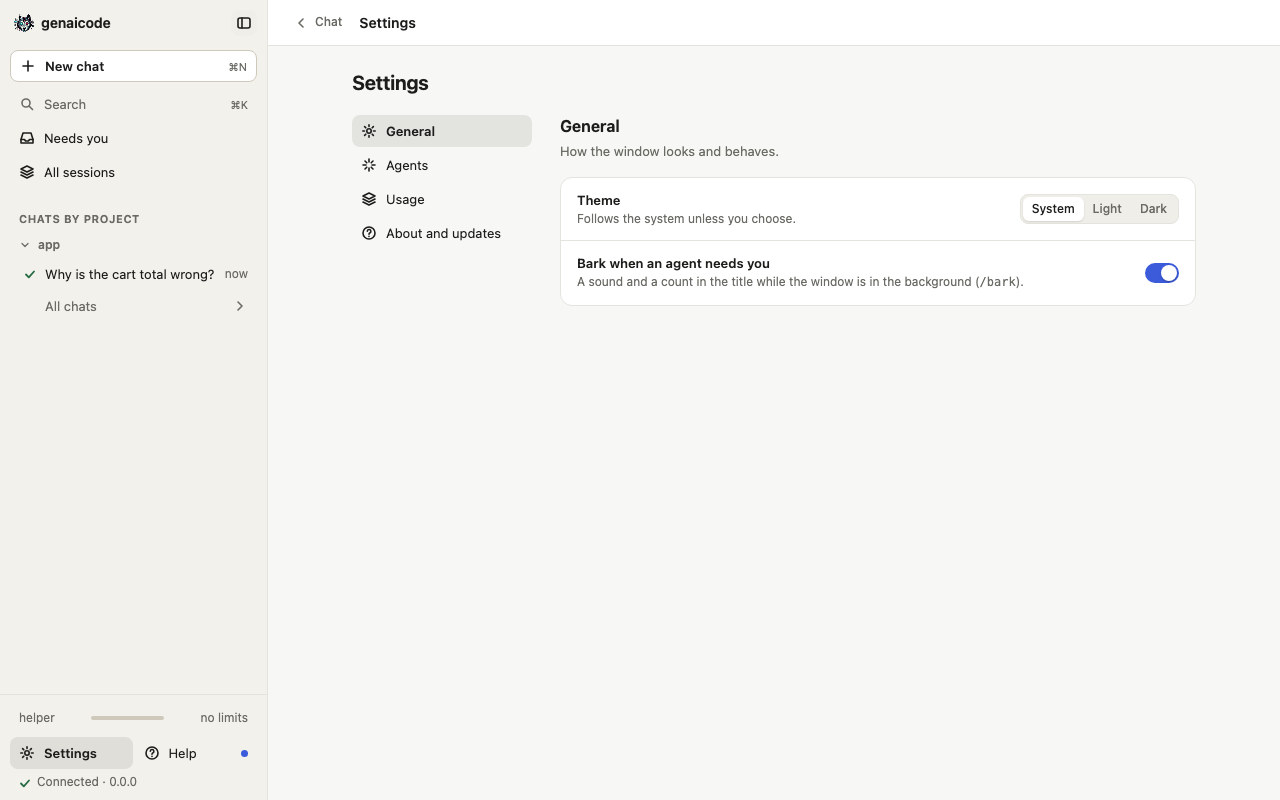 genaicode
New chat ⌘N
Search ⌘K
Needs you
All sessions
CHATS BY PROJECT
app
Why is the cart total wrong? now
All chats
helper no limits
Settings
Help
Connected · 0.0.0
Chat
Settings
Settings
General
Agents
Usage
About and updates
General
How the window looks and behaves.
Theme
Follows the system unless you choose.
System Light Dark
Bark when an agent needs you
A sound and a count in the title while the window is in the background (/bark).